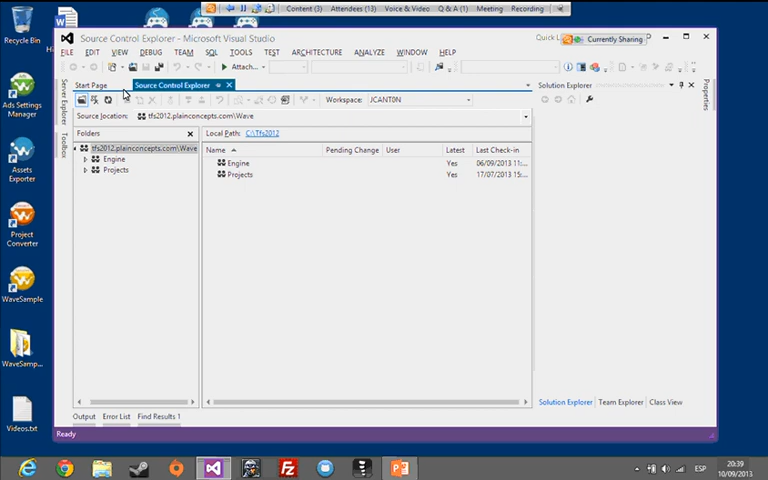 Content (3) Attendees (13) Voice & Video Q & A (1) Meeting Recording
Source Control Explorer - Microsoft Visual Studio
Quick L
Currently Sharing
FILE EDIT VIEW DEBUG TEAM SQL TOOLS TEST ARCHITECTURE ANALYZE WINDOW HELP
Attach...
Start Page Source Control Explorer
Solution Explorer
Server Explorer
Toolbox
Properties
Workspace: JCANT0N
Source Location: tfs2012.plainconcepts.com\Wave
Folders
Local Path: C:\Tfs2012
tfs2012.plainconcepts.com\Wave
Engine
Projects
Name Pending Change User Latest Last Check-in
Engine Yes 06/09/2013 11:...
Projects Yes 17/07/2013 15:...
Solution Explorer Team Explorer Class View
Output Error List Find Results 1
Ready
Recycle Bin
Ads Settings
Manager
Assets
Exporter
Project
Converter
WaveSample
WaveSamp...
Videos.txt
ESP
20:39
10/09/2013